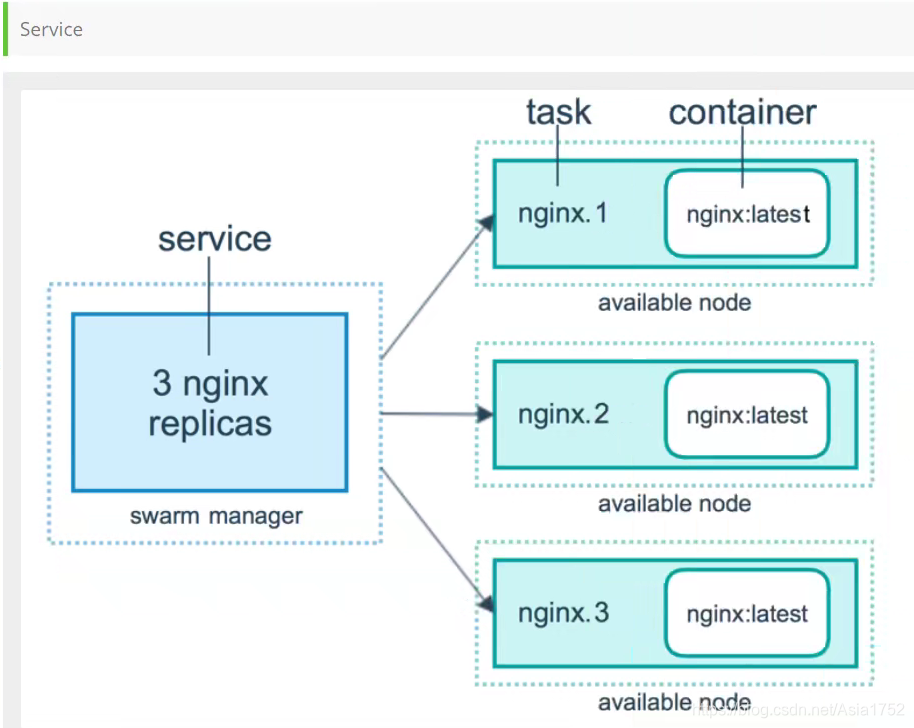 Service
task
container
nginx.1
nginx:latest
available node
service
3 nginx
replicas
swarm manager
nginx.2
nginx:latest
available node
nginx.3
nginx:latest
available node
https://blog.csdn.net/Asia1752